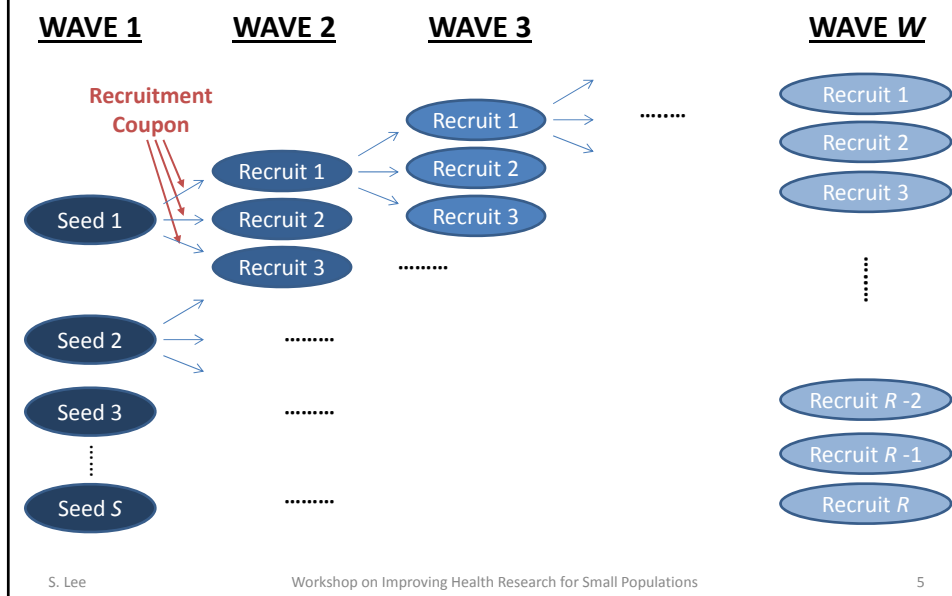 WAVE 1
WAVE 2
WAVE 3
WAVE W
Recruitment
Coupon
Seed 1
Seed 2
Seed 3
........
Seed S
Recruit 1
Recruit 2
Recruit 3
.........
.........
.........
Recruit 1
Recruit 2
Recruit 3
.........
........
Recruit 1
Recruit 2
Recruit 3
........
Recruit R -2
Recruit R -1
Recruit R
S. Lee
Workshop on Improving Health Research for Small Populations
5